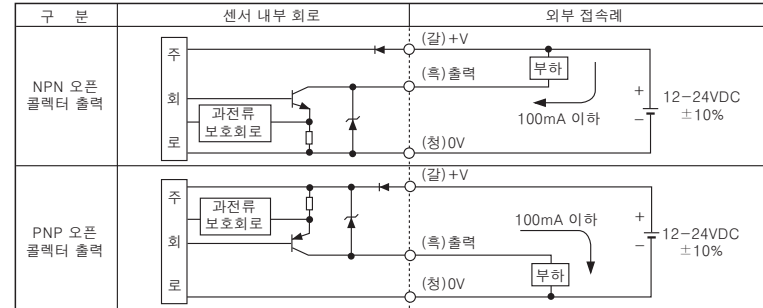 구 분 센서 내부 회로 외부 접속례
NPN 오픈
콜렉터 출력
주
회
로
과전류
보호회로
(갈)+V
(흑)출력
(청)0V
부하
100mA 이하
+
−
12−24VDC
±10%
PNP 오픈
콜렉터 출력
주
회
로
과전류
보호회로
(갈)+V
(흑)출력
(청)0V
100mA 이하
부하
+
−
12−24VDC
±10%